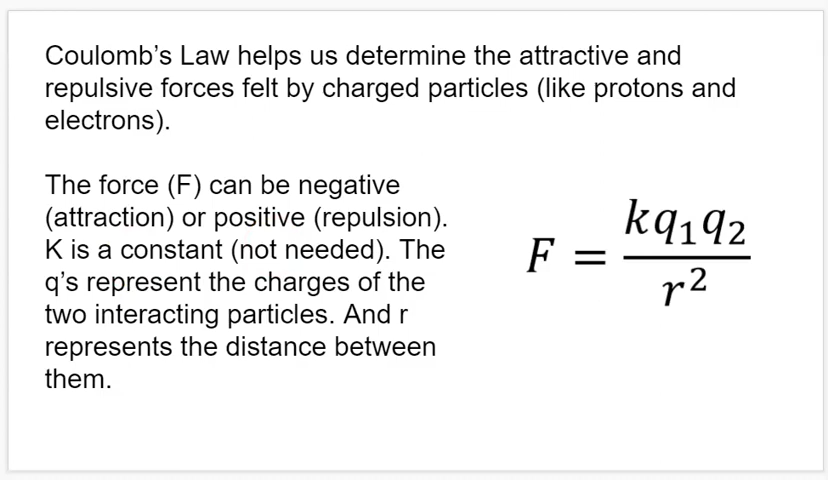 Coulomb’s Law helps us determine the attractive and
repulsive forces felt by charged particles (like protons and
electrons).
The force (F) can be negative
(attraction) or positive (repulsion).
K is a constant (not needed). The
q’s represent the charges of the
two interacting particles. And r
represents the distance between
them.
F = kq₁q₂ / r²